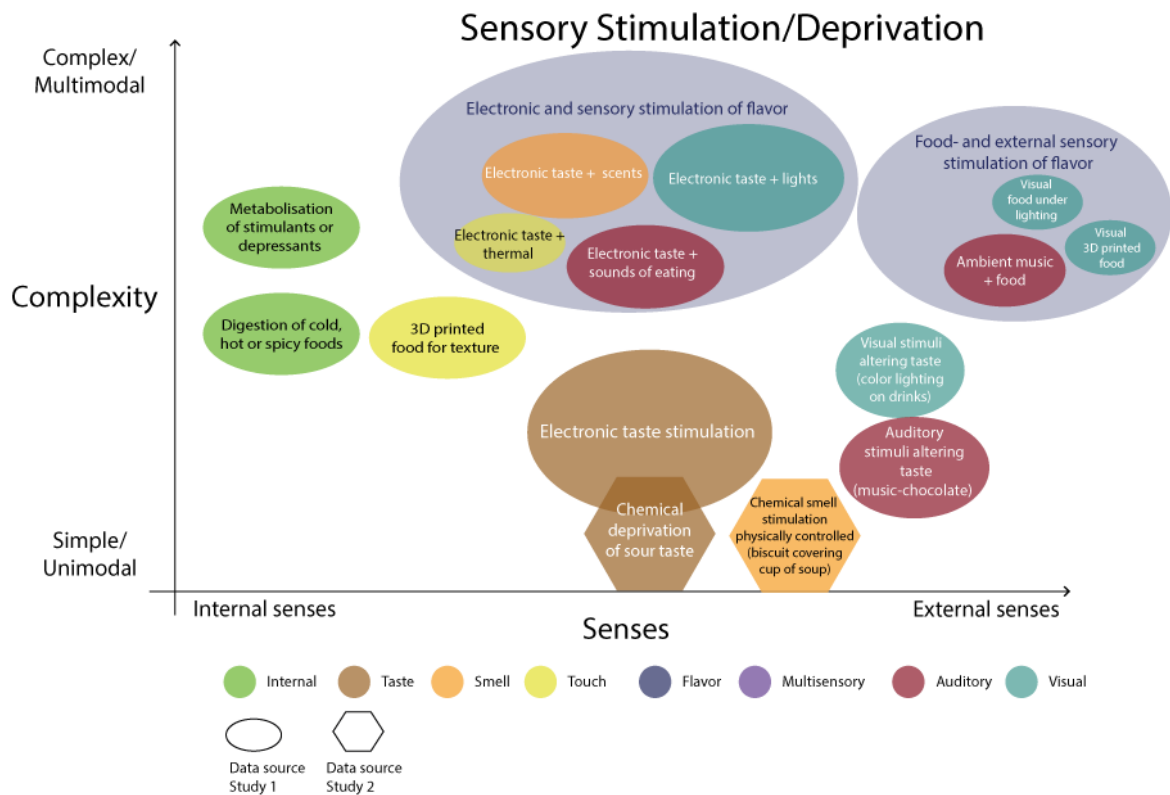 Sensory Stimulation/Deprivation
Complex/
Multimodal
Complexity
Simple/
Unimodal
Electronic and sensory stimulation of flavor
Electronic taste + scents
Electronic taste + lights
Electronic taste +
thermal
Electronic taste +
sounds of eating
Food- and external sensory
stimulation of flavor
Visual
food under
lighting
Visual
3D printed
food
Ambient music
+ food
Metabolisation
of stimulants or
depressants
Digestion of cold,
hot or spicy foods
3D printed
food for texture
Visual stimuli
altering taste
(color lighting
on drinks)
Electronic taste stimulation
Auditory
stimuli altering
taste
(music-chocolate)
Chemical
deprivation
of sour taste
Chemical smell
stimulation
physically controlled
(biscuit covering
cup of soup)
Internal senses
External senses
Senses
Internal
Taste
Smell
Touch
Flavor
Multisensory
Auditory
Visual
Data source
Study 1
Data source
Study 2